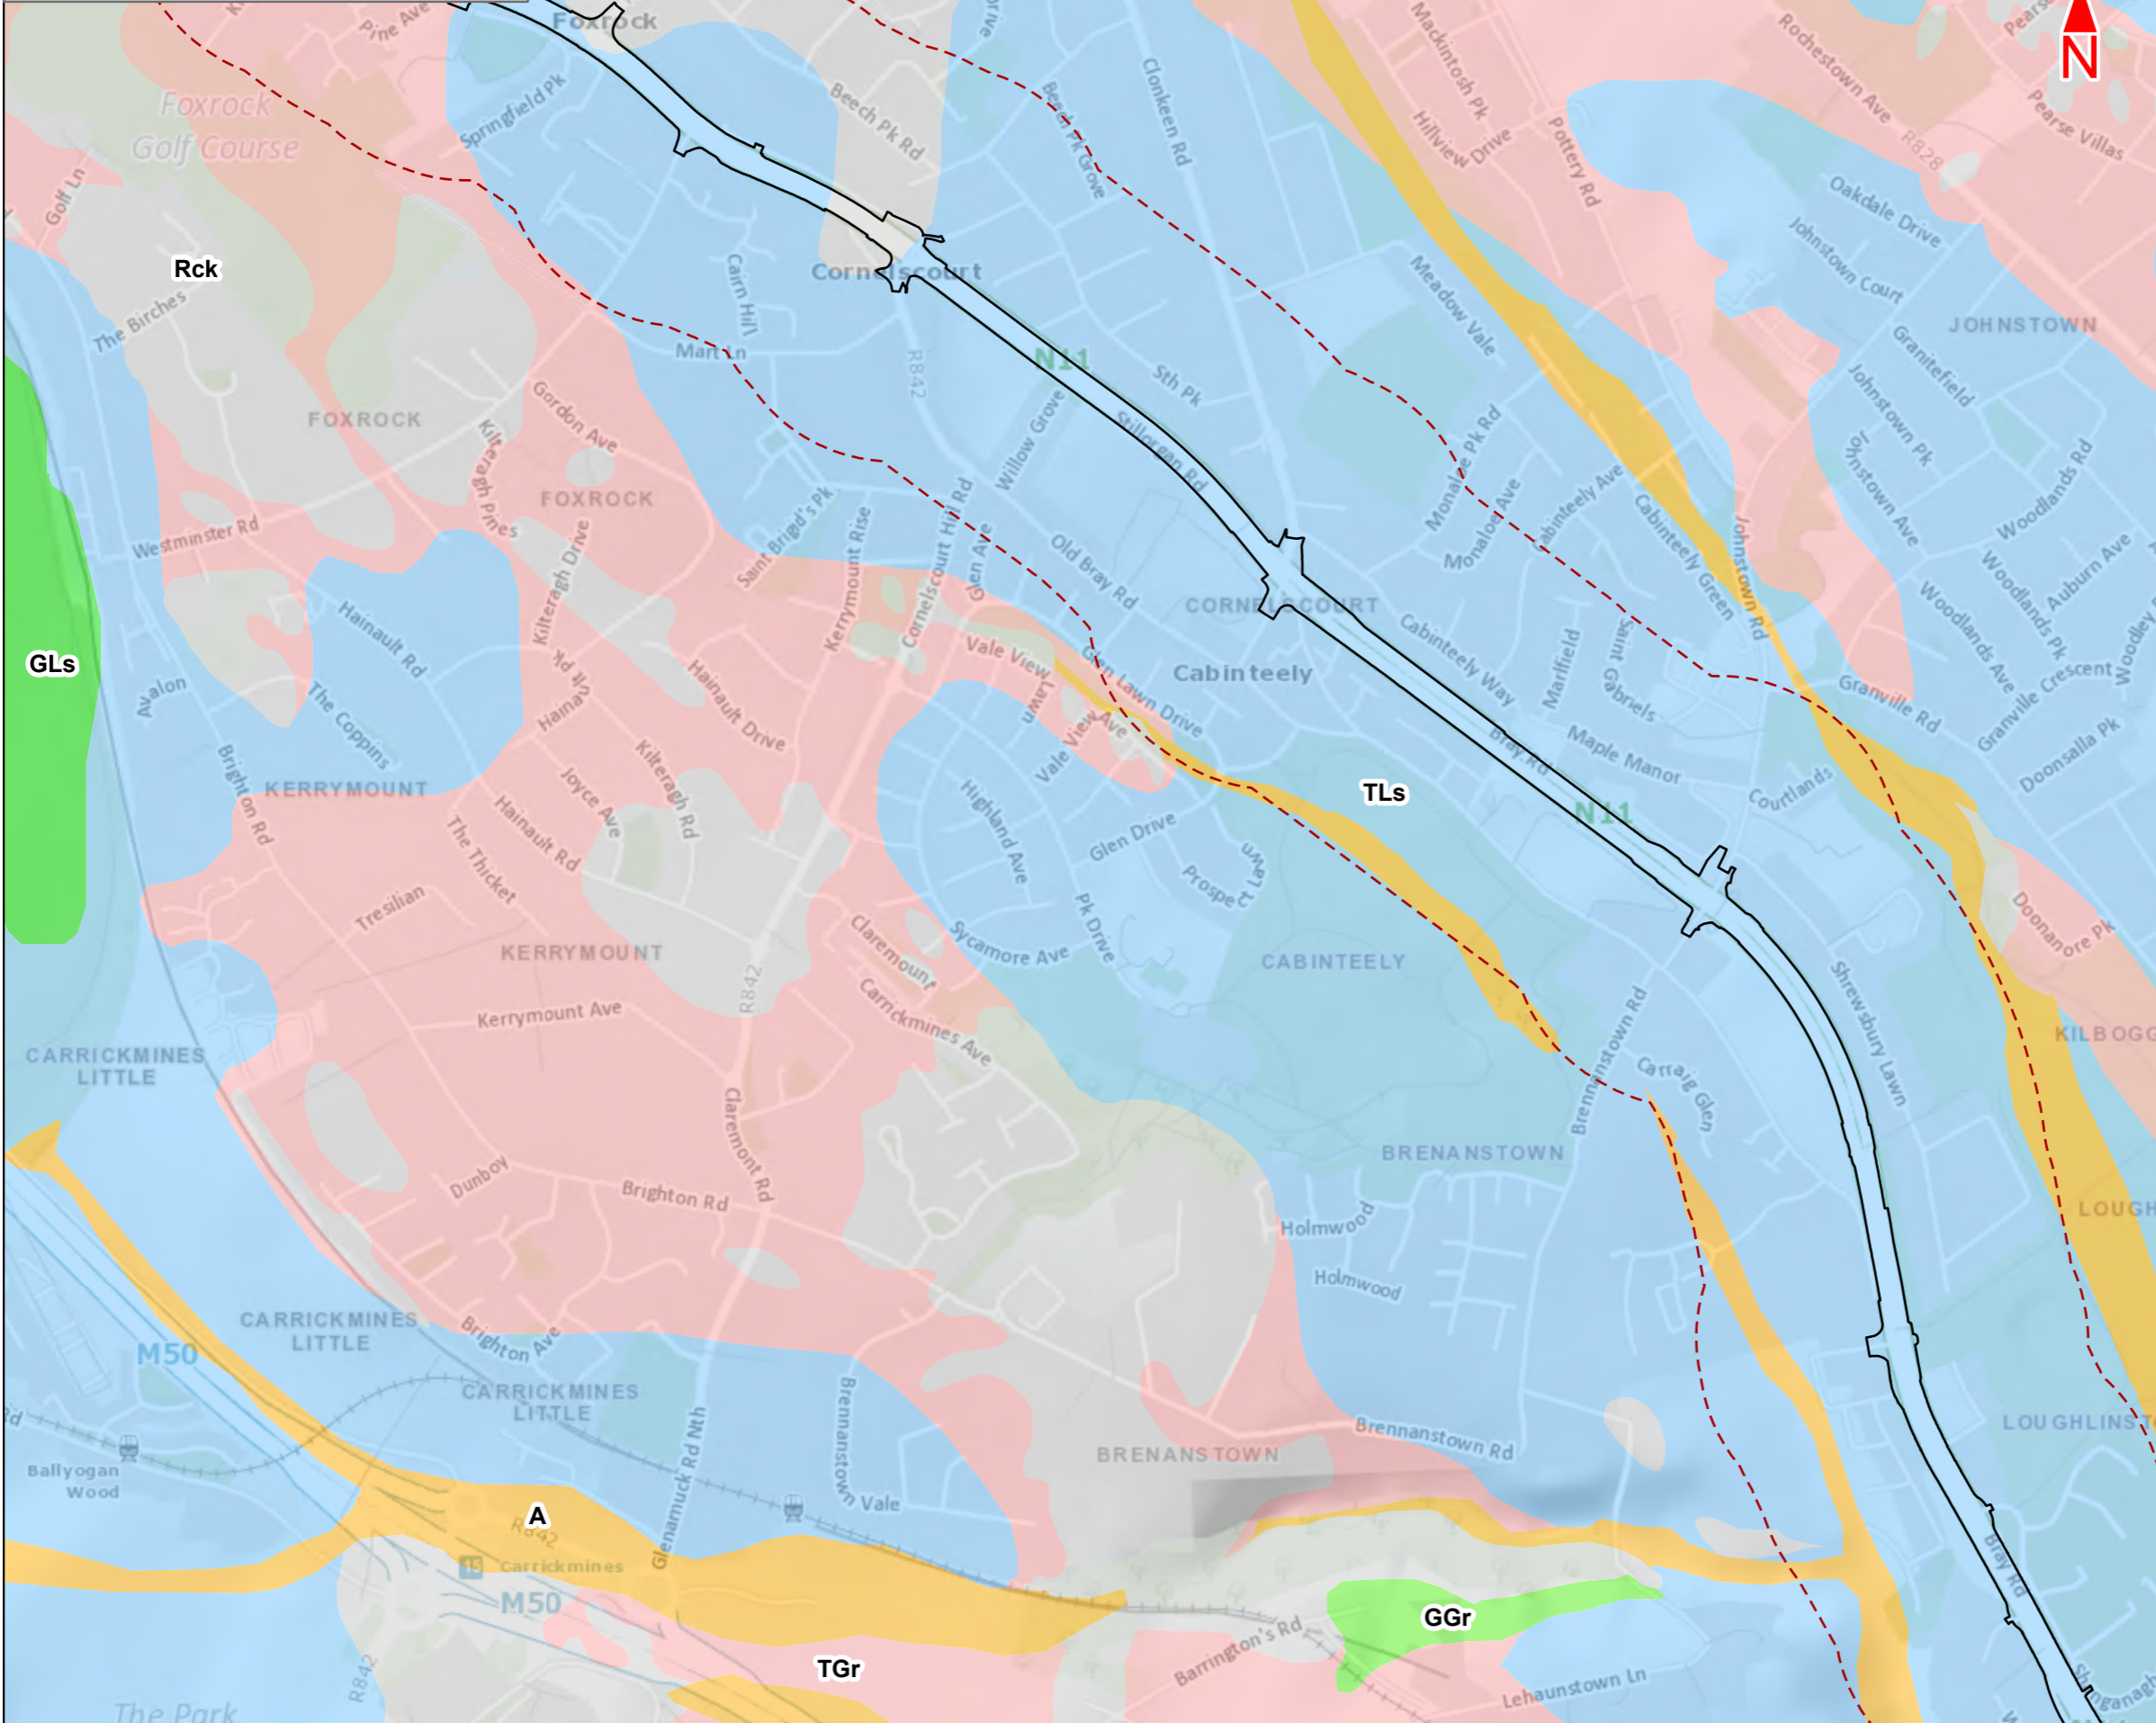 Foxrock
Pine Ave
N
Foxrock
Golf Course
Springfield Pk
Beech Pk Rd
Beech Pk Grove
Clonkeen Rd
Mackintosh Pk
Hillview Drive
Pottery Rd
Rochestown Ave
R828
Pearse Villas
Oakdale Drive
Johnstown Court
JOHNSTOWN
Granitefield
Johnstown Pk
Johnstown Ave
Woodlands Rd
Golf Ln
Rck
The Birches
Cairn Hill
Cornelscourt
Mart Ln
R842
N11
Meadow Vale
Sth Pk
Stillorgan Rd
Willow Grove
FOXROCK
Gordon Ave
Kilteragh Pines
FOXROCK
Westminster Rd
Saint Brigid's Pk
Kerrymount Rise
Cornelscourt Hill Rd
Glen Ave
Old Bray Rd
Monaloe Pk Rd
Monaloe Ave
Cabinteely Ave
Cabinteely Green
Johnstown Rd
Woodlands Ave
Woodlands Pk
Auburn Ave
Granville Crescent
Granville Rd
Doonsalla Pk
CORNELSCOURT
Cabinteely
Cabinteely Way
Marlfield
Saint Gabriels
Maple Manor
Bray Rd
N11
Courtlands
GLs
Avalon
Hainault Rd
The Coppins
Kilteragh Drive
Hainault Pk
Hainault Drive
Vale View Lawn
Vale View Ave
Glen Lawn Drive
TLs
KERRYMOUNT
Brighton Rd
Joyce Ave
Kilteragh Rd
Hainault Rd
The Thicket
Tresilian
Highland Ave
Glen Drive
Prospect Lawn
Pk Drive
Sycamore Ave
CABINTEELY
KERRYMOUNT
R842
Claremount
Carrickmines Ave
Kerrymount Ave
Doonanore Pk
Shrewsbury Lawn
Brennanstown Rd
Carraig Glen
CARRICKMINES
LITTLE
Claremont Rd
Dunboy
Brighton Rd
BRENANSTOWN
Holmwood
Holmwood
CARRICKMINES
LITTLE
M50
Brighton Ave
CARRICKMINES
LITTLE
Brennanstown Vale
Glenamuck Rd Nth
BRENANSTOWN
Brennanstown Rd
Ballyogan
Wood
A
R842
15 Carrickmines
M50
R842
The Park
TGr
GGr
Barrington's Rd
Lehaunstown Ln
Bray Rd